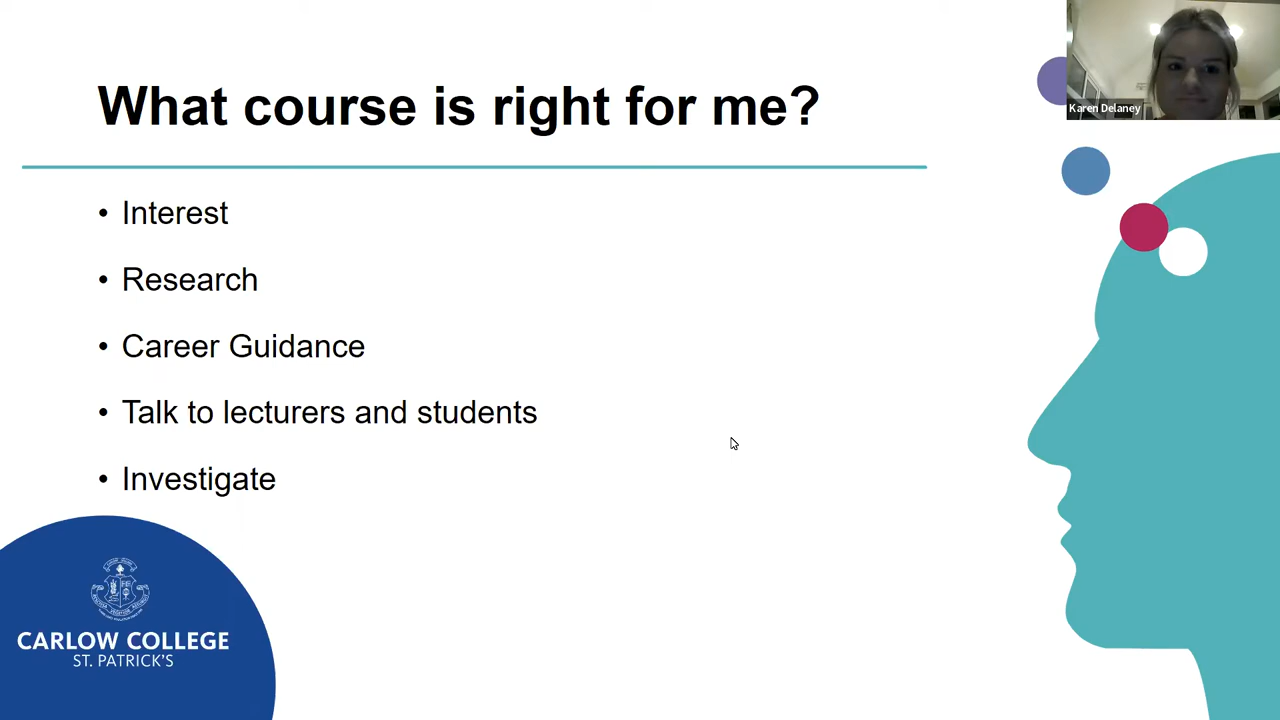 What course is right for me?
Karen Delaney
• Interest
• Research
• Career Guidance
• Talk to lecturers and students
• Investigate
CARLOW COLLEGE
ST. PATRICK'S